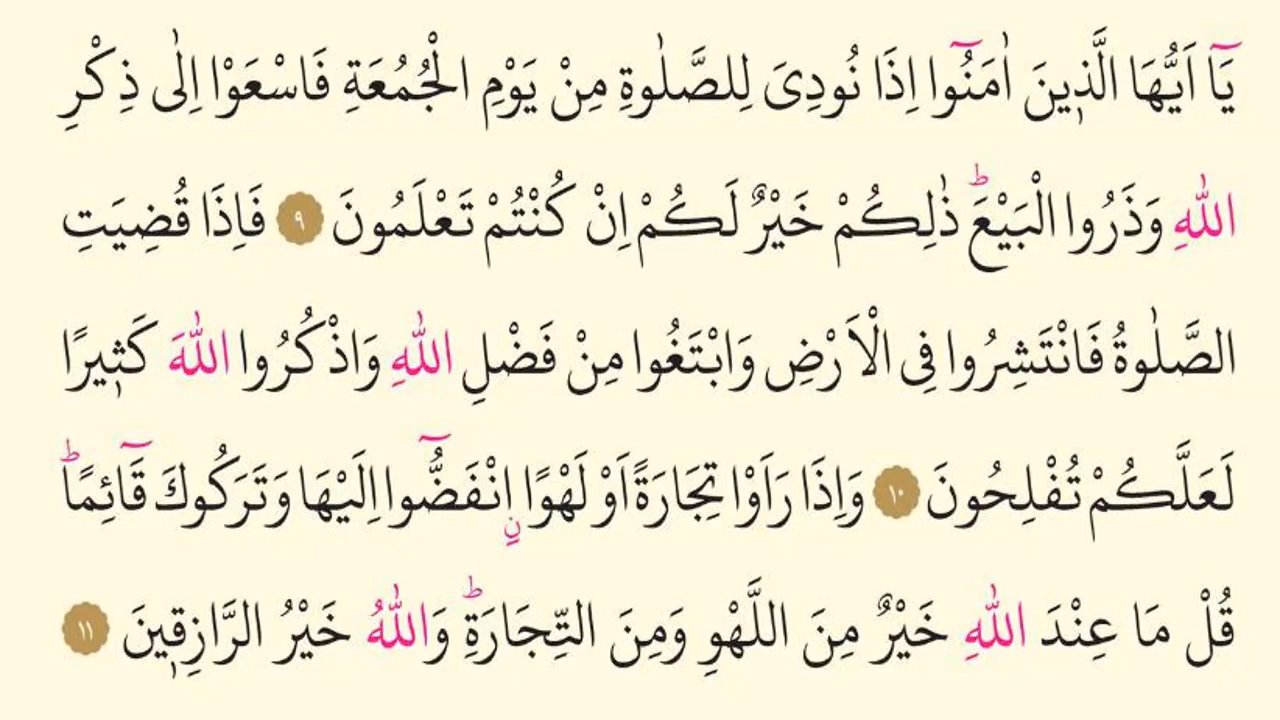 يَٓا اَيُّهَا الَّذ۪ينَ اٰمَنُٓوا اِذَا نُودِىَ لِلصَّلٰوةِ مِنْ يَوْمِ الْجُمُعَةِ فَاسْعَوْا اِلٰى ذِكْرِ
اللّٰهِ وَذَرُوا الْبَيْعَۜ ذٰلِكُمْ خَيْرٌ لَكُمْ اِنْ كُنْتُمْ تَعْلَمُونَ ٩ فَاِذَا قُضِيَتِ
الصَّلٰوةُ فَانْتَشِرُوا فِى الْاَرْضِ وَابْتَغُوا مِنْ فَضْلِ اللّٰهِ وَاذْكُرُوا اللّٰهَ كَث۪يرًا
لَعَلَّكُمْ تُفْلِحُونَ ١٠ وَاِذَا رَاَوْا تِجَارَةً اَوْ لَهْوًاۨ اِنْفَضُّٓوا اِلَيْهَا وَتَرَكُوكَ قَٓائِمًاۜ
قُلْ مَا عِنْدَ اللّٰهِ خَيْرٌ مِنَ اللَّهْوِ وَمِنَ التِّجَارَةِۜ وَاللّٰهُ خَيْرُ الرَّازِق۪ينَ ١١